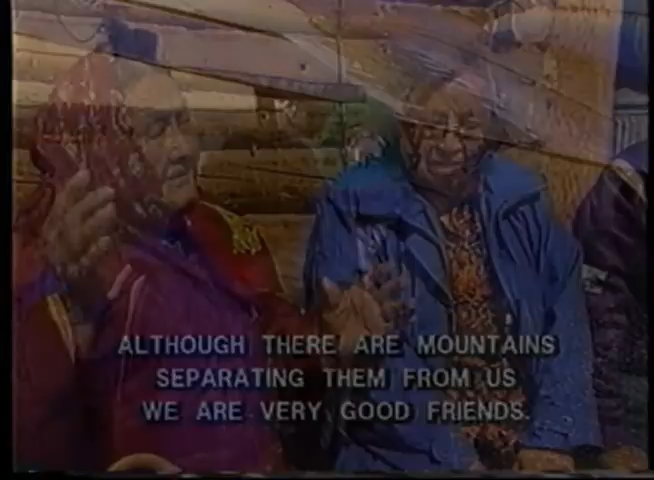 ALTHOUGH THERE ARE MOUNTAINS
SEPARATING THEM FROM US
WE ARE VERY GOOD FRIENDS.